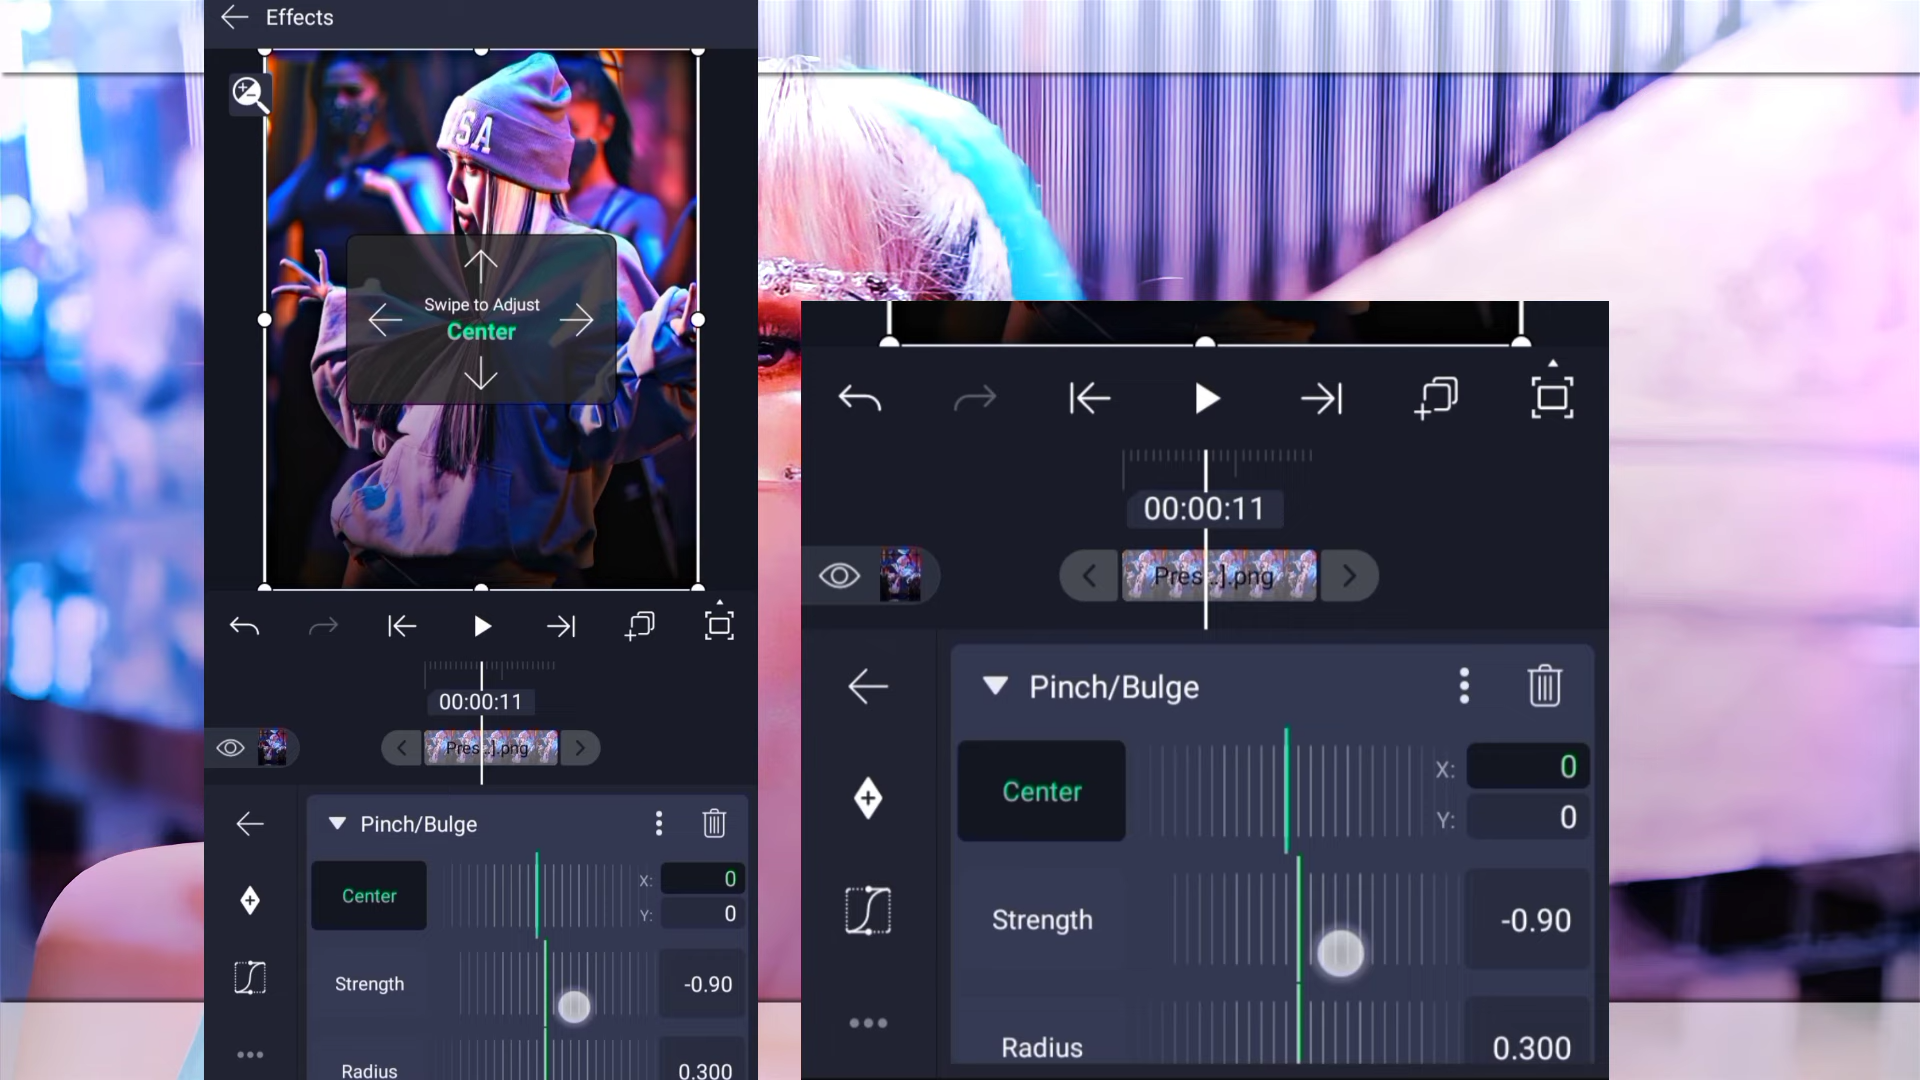 Effects
SA
Swipe to Adjust
Center
00:00:11
Pres...].png
Pinch/Bulge
Center
X: 0
Y: 0
Strength
-0.90
Radius
0.300
00:00:11
Pres...].png
Pinch/Bulge
Center
X: 0
Y: 0
Strength
-0.90
Radius
0.300